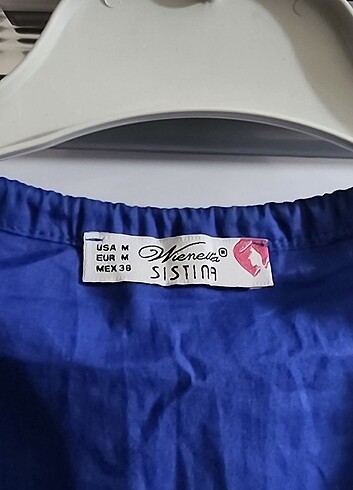 USA M
EUR M
MEX 38
Wienella®
SISTINA